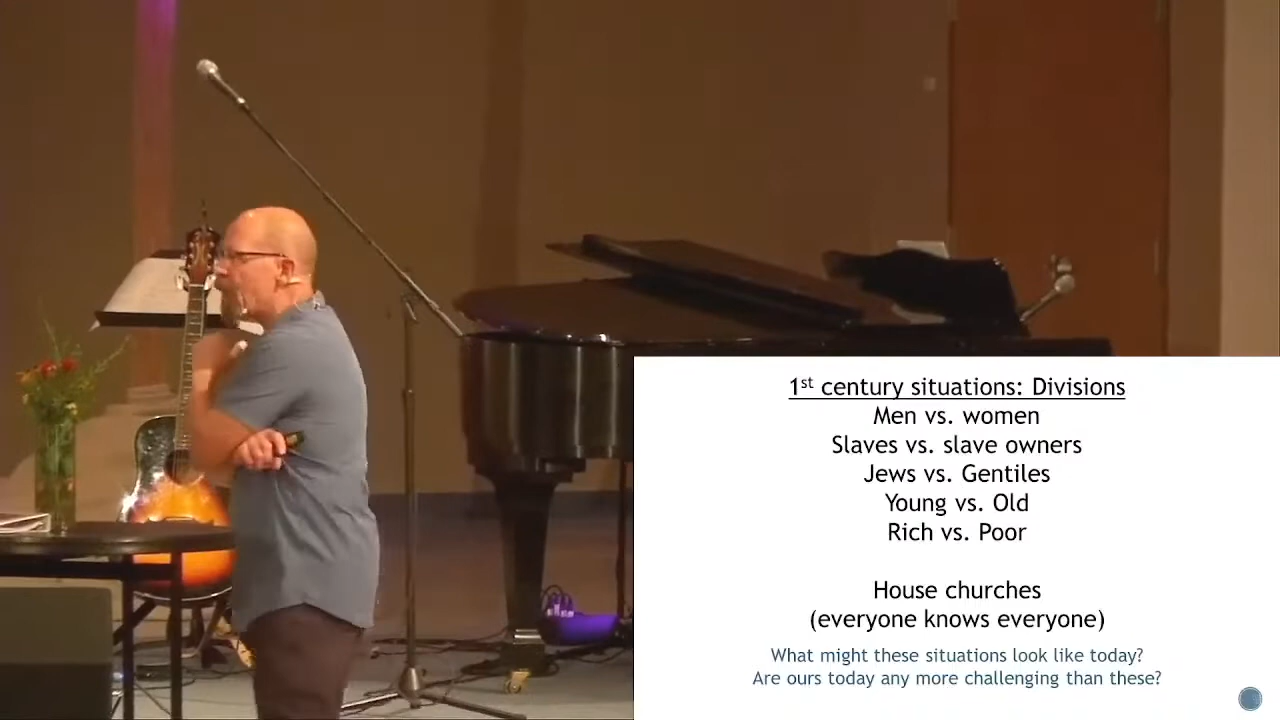 1st century situations: Divisions
Men vs. women
Slaves vs. slave owners
Jews vs. Gentiles
Young vs. Old
Rich vs. Poor
House churches
(everyone knows everyone)
What might these situations look like today?
Are ours today any more challenging than these?